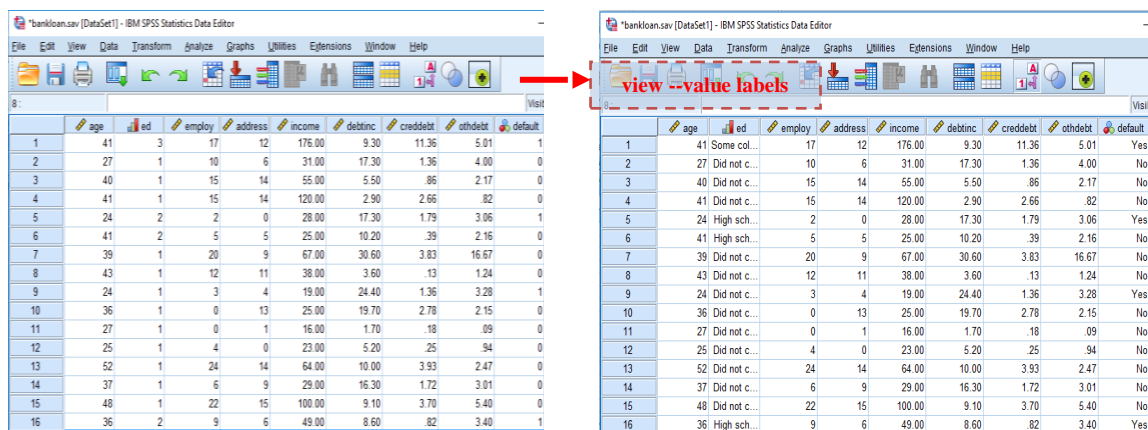 *bankloan.sav [DataSet1] - IBM SPSS Statistics Data Editor
File Edit View Data Transform Analyze Graphs Utilities Extensions Window Help
8 :
Visil
age ed employ address income debtinc creddebt othdebt default
1 41 3 17 12 176.00 9.30 11.36 5.01 1
2 27 1 10 6 31.00 17.30 1.36 4.00 0
3 40 1 15 14 55.00 5.50 .86 2.17 0
4 41 1 15 14 120.00 2.90 2.66 .82 0
5 24 2 2 0 28.00 17.30 1.79 3.06 1
6 41 2 5 5 25.00 10.20 .39 2.16 0
7 39 1 20 9 67.00 30.60 3.83 16.67 0
8 43 1 12 11 38.00 3.60 .13 1.24 0
9 24 1 3 4 19.00 24.40 1.36 3.28 1
10 36 1 0 13 25.00 19.70 2.78 2.15 0
11 27 1 0 1 16.00 1.70 .18 .09 0
12 25 1 4 0 23.00 5.20 .25 .94 0
13 52 1 24 14 64.00 10.00 3.93 2.47 0
14 37 1 6 9 29.00 16.30 1.72 3.01 0
15 48 1 22 15 100.00 9.10 3.70 5.40 0
16 36 2 9 6 49.00 8.60 .82 3.40 1
*bankloan.sav [DataSet1] - IBM SPSS Statistics Data Editor
File Edit View Data Transform Analyze Graphs Utilities Extensions Window Help
view --value labels
8 :
Visil
age ed employ address income debtinc creddebt othdebt default
1 41 Some col... 17 12 176.00 9.30 11.36 5.01 Yes
2 27 Did not c... 10 6 31.00 17.30 1.36 4.00 No
3 40 Did not c... 15 14 55.00 5.50 .86 2.17 No
4 41 Did not c... 15 14 120.00 2.90 2.66 .82 No
5 24 High sch... 2 0 28.00 17.30 1.79 3.06 Yes
6 41 High sch... 5 5 25.00 10.20 .39 2.16 No
7 39 Did not c... 20 9 67.00 30.60 3.83 16.67 No
8 43 Did not c... 12 11 38.00 3.60 .13 1.24 No
9 24 Did not c... 3 4 19.00 24.40 1.36 3.28 Yes
10 36 Did not c... 0 13 25.00 19.70 2.78 2.15 No
11 27 Did not c... 0 1 16.00 1.70 .18 .09 No
12 25 Did not c... 4 0 23.00 5.20 .25 .94 No
13 52 Did not c... 24 14 64.00 10.00 3.93 2.47 No
14 37 Did not c... 6 9 29.00 16.30 1.72 3.01 No
15 48 Did not c... 22 15 100.00 9.10 3.70 5.40 No
16 36 High sch... 9 6 49.00 8.60 .82 3.40 Yes